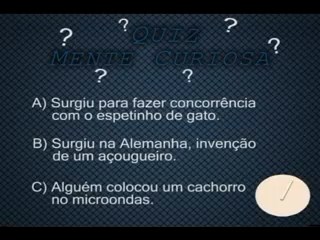 ?
?
?
?
QUIZ
MENTE CURIOSA
?
?
A) Surgiu para fazer concorrência
com o espetinho de gato.
B) Surgiu na Alemanha, invenção
de um açougueiro.
C) Alguém colocou um cachorro
no microondas.